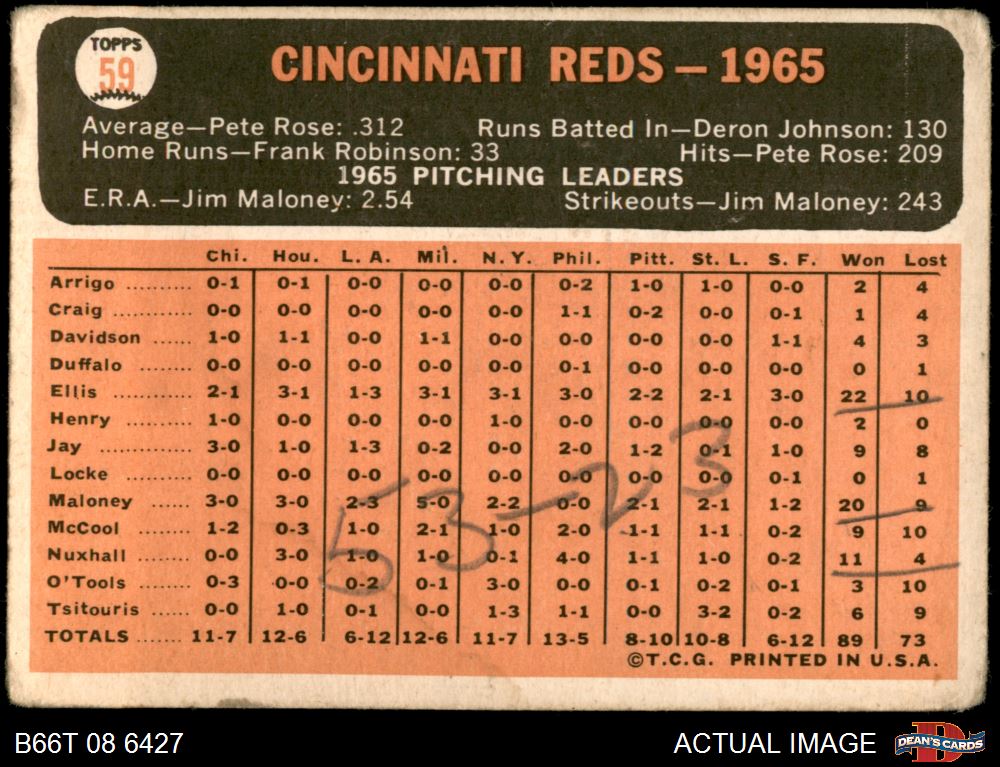 TOPPS
59
CINCINNATI REDS — 1965
Average—Pete Rose: .312 Runs Batted In—Deron Johnson: 130
Home Runs—Frank Robinson: 33 Hits—Pete Rose: 209
1965 PITCHING LEADERS
E.R.A.—Jim Maloney: 2.54 Strikeouts—Jim Maloney: 243
Chi. Hou. L. A. Mil. N. Y. Phil. Pitt. St. L. S. F. Won Lost
Arrigo .......... 0-1 0-1 0-0 0-0 0-0 0-2 1-0 1-0 0-0 2 4
Craig ............ 0-0 0-0 0-0 0-0 0-0 1-1 0-2 0-0 0-1 1 4
Davidson ...... 1-0 1-1 0-0 1-1 0-0 0-0 0-0 0-0 1-1 4 3
Duffalo ......... 0-0 0-0 0-0 0-0 0-0 0-1 0-0 0-0 0-0 0 1
Ellis ............ 2-1 3-1 1-3 3-1 3-1 3-0 2-2 2-1 3-0 22 10
Henry .......... 1-0 0-0 0-0 0-0 1-0 0-0 0-0 0-0 0-0 2 0
Jay .............. 3-0 1-0 1-3 0-2 0-0 2-0 1-2 0-1 1-0 9 8
Locke .......... 0-0 0-0 0-0 0-0 0-0 0-0 0-0 0-0 0-1 0 1
Maloney ....... 3-0 3-0 2-3 5-0 2-2 0-0 2-1 2-1 1-2 20 9
McCool ........ 1-2 0-3 1-0 2-1 1-0 2-0 1-1 1-1 0-2 9 10
Nuxhall ........ 0-0 3-0 1-0 1-0 0-1 4-0 1-1 1-0 0-2 11 4
O'Tools ........ 0-3 0-0 0-2 0-1 3-0 0-0 0-1 0-2 0-1 3 10
Tsitouris ...... 0-0 1-0 0-1 0-0 1-3 1-1 0-0 3-2 0-2 6 9
TOTALS ...... 11-7 12-6 6-12 12-6 11-7 13-5 8-10 10-8 6-12 89 73
©T.C.G. PRINTED IN U.S.A.
53-23
B66T 08 6427 ACTUAL IMAGE
D
DEAN'S CARDS